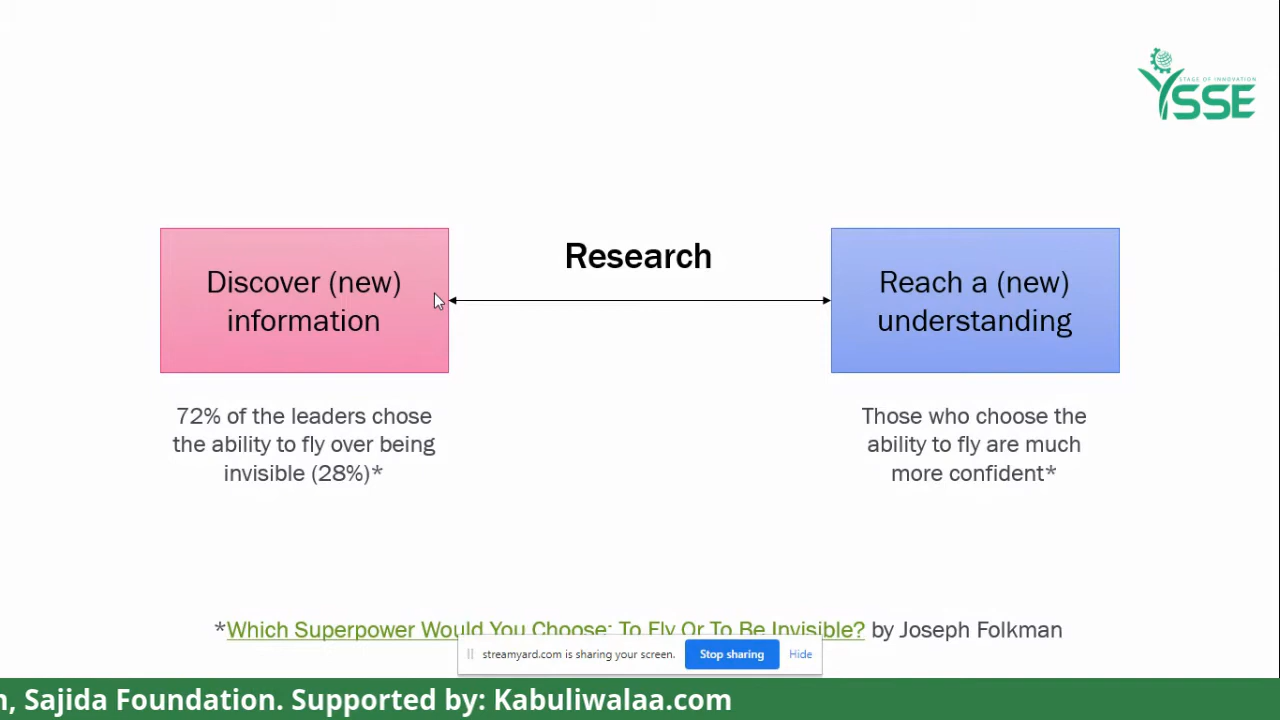 STAGE OF INNOVATION
YSSE
Research
Discover (new)
information
Reach a (new)
understanding
72% of the leaders chose
the ability to fly over being
invisible (28%)*
Those who choose the
ability to fly are much
more confident*
*Which Superpower Would You Choose: To Fly Or To Be Invisible? by Joseph Folkman
streamyard.com is sharing your screen. Stop sharing Hide
n, Sajida Foundation. Supported by: Kabuliwalaa.com